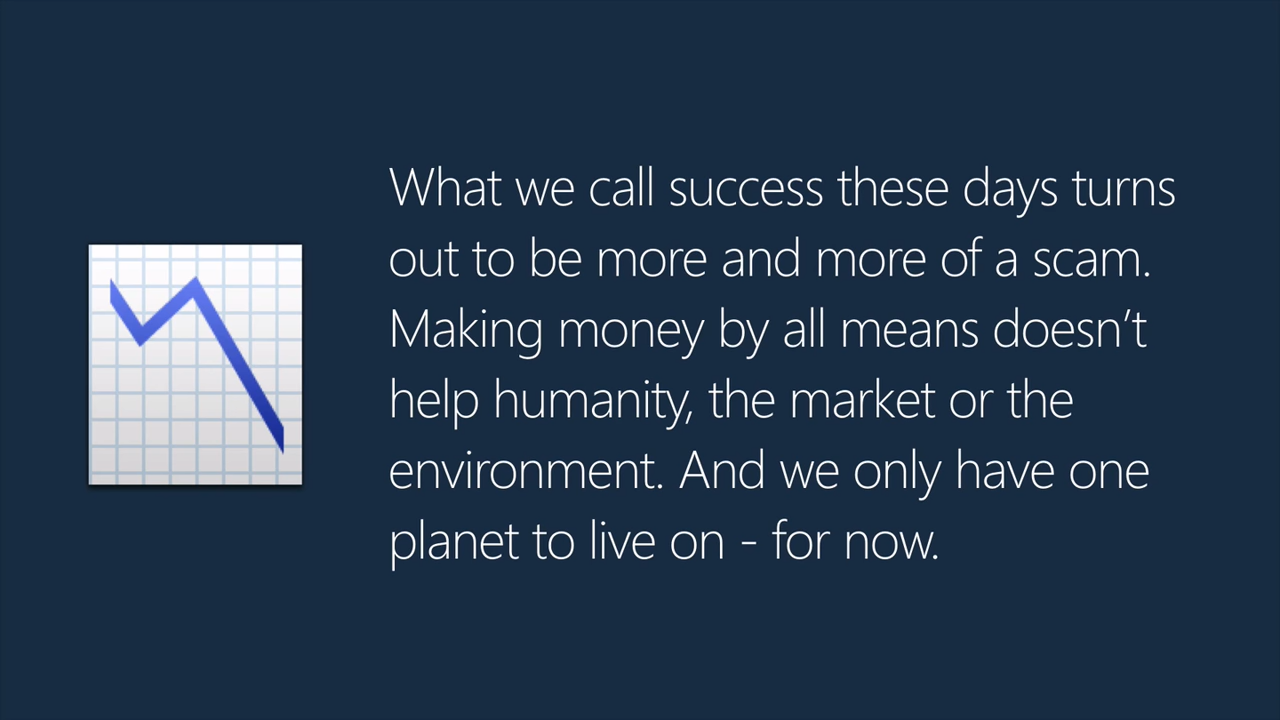 What we call success these days turns
out to be more and more of a scam.
Making money by all means doesn’t
help humanity, the market or the
environment. And we only have one
planet to live on - for now.